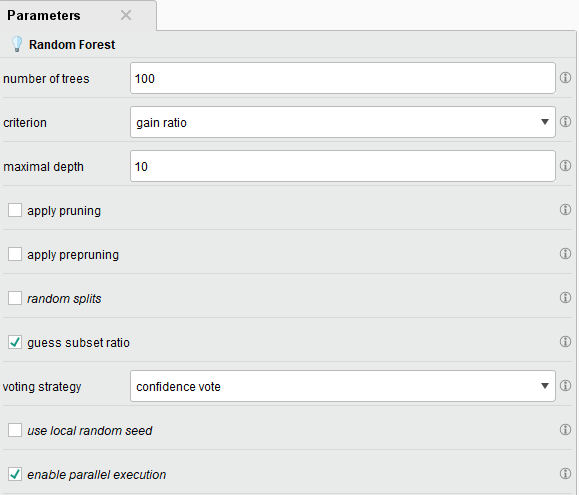 Parameters
Random Forest
number of trees 100
criterion gain ratio
maximal depth 10
apply pruning
apply prepruning
random splits
guess subset ratio
voting strategy confidence vote
use local random seed
enable parallel execution